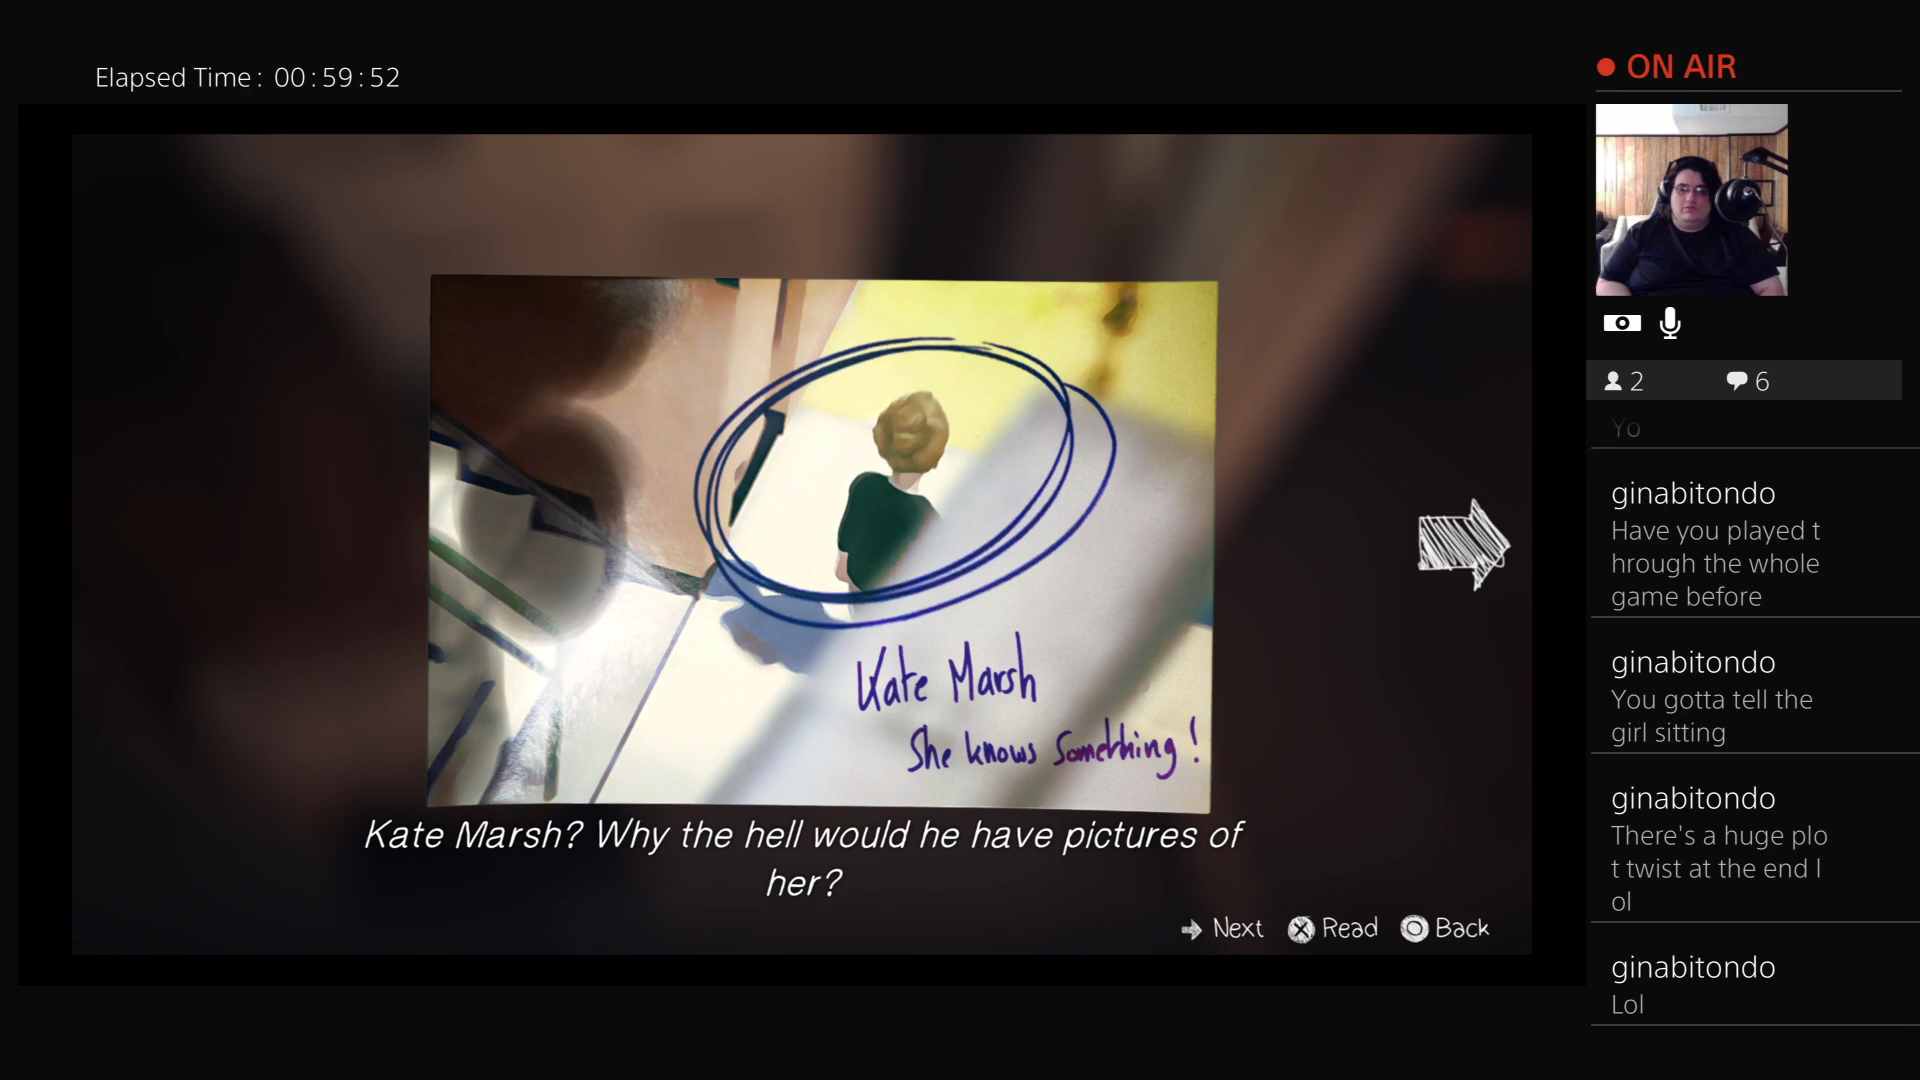 Elapsed Time: 00:59:52
ON AIR
2
6
Yo
ginabitondo
Have you played t
hrough the whole
game before
ginabitondo
You gotta tell the
girl sitting
ginabitondo
There's a huge plo
t twist at the end l
ol
ginabitondo
Lol
Kate Marsh
She knows something!
Kate Marsh? Why the hell would he have pictures of
her?
Next Read Back